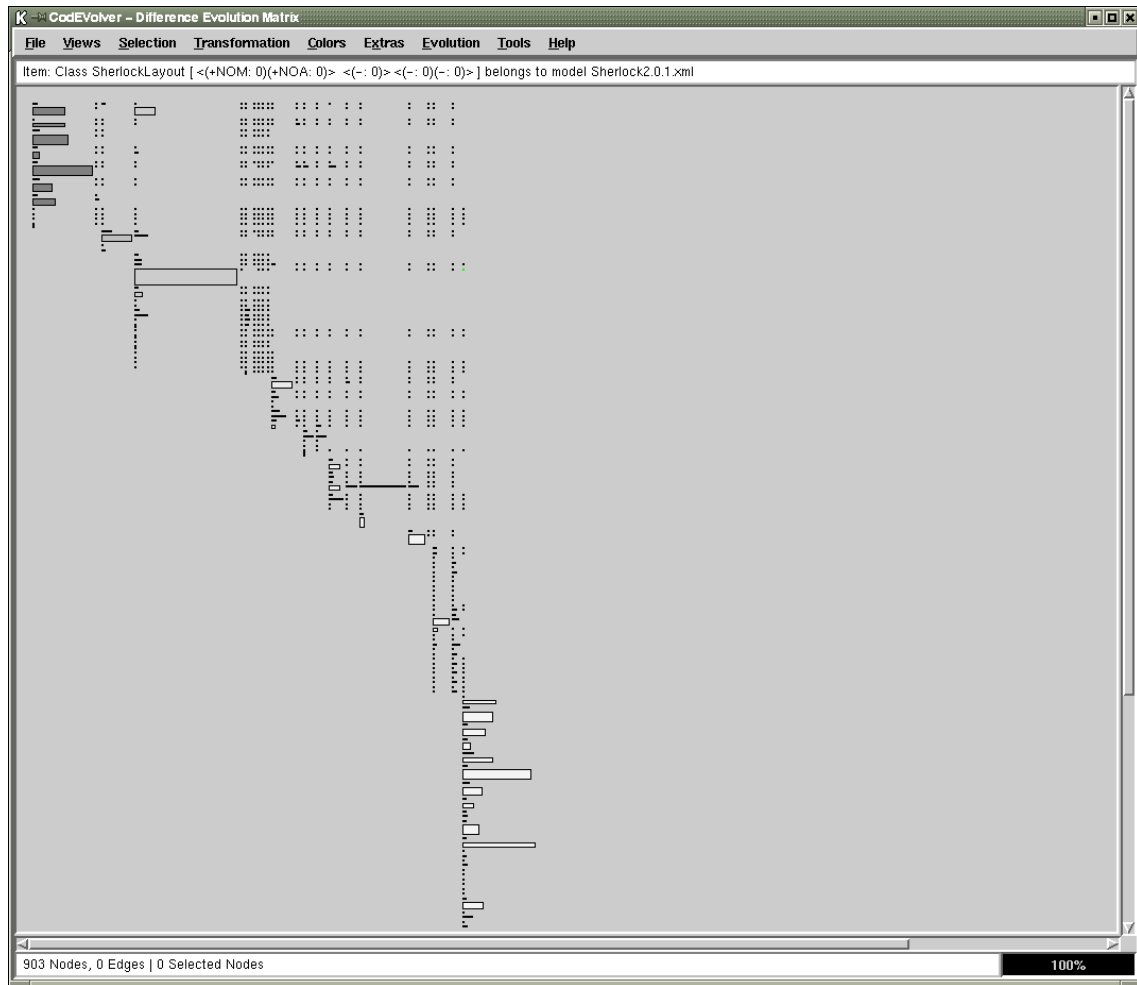 CodEVolver – Difference Evolution Matrix
File Views Selection Transformation Colors Extras Evolution Tools Help
Item: Class SherlockLayout [ <(+NOM: 0)(+NOA: 0)> <(-: 0)> <(-: 0)(-: 0)> ] belongs to model Sherlock2.0.1.xml
903 Nodes, 0 Edges | 0 Selected Nodes
100%